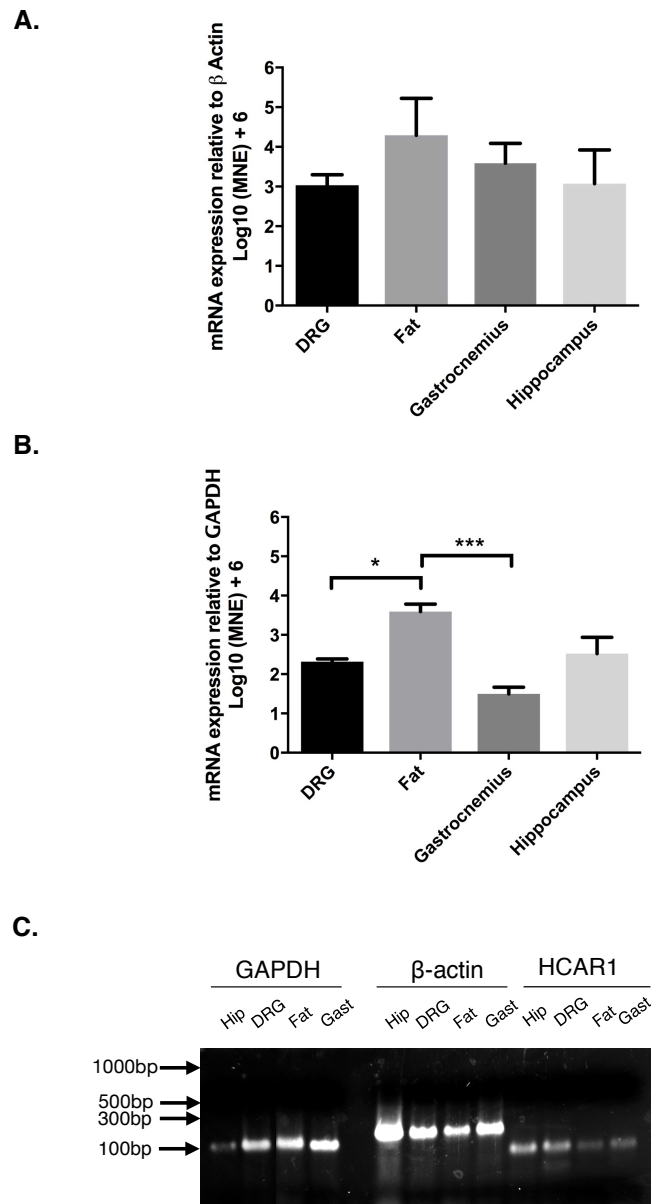 A.
mRNA expression relative to β Actin
Log10 (MNE) + 6
6
5
4
3
2
1
0
DRG
Fat
Gastrocnemius
Hippocampus
B.
mRNA expression relative to GAPDH
Log10 (MNE) + 6
6
5
4
3
2
1
0
*
***
DRG
Fat
Gastrocnemius
Hippocampus
C.
GAPDH β-actin HCAR1
Hip DRG Fat Gast Hip DRG Fat Gast Hip DRG Fat Gast
1000bp
500bp
300bp
100bp